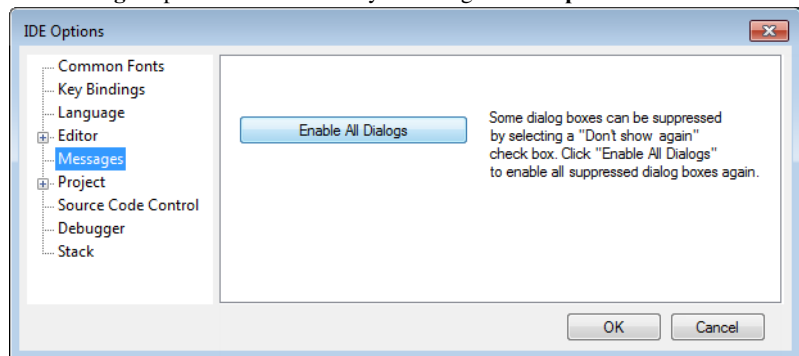 IDE Options
Common Fonts
Key Bindings
Language
Editor
Messages
Project
Source Code Control
Debugger
Stack
Enable All Dialogs
Some dialog boxes can be suppressed
by selecting a "Don't show again"
check box. Click "Enable All Dialogs"
to enable all suppressed dialog boxes again.
OK
Cancel